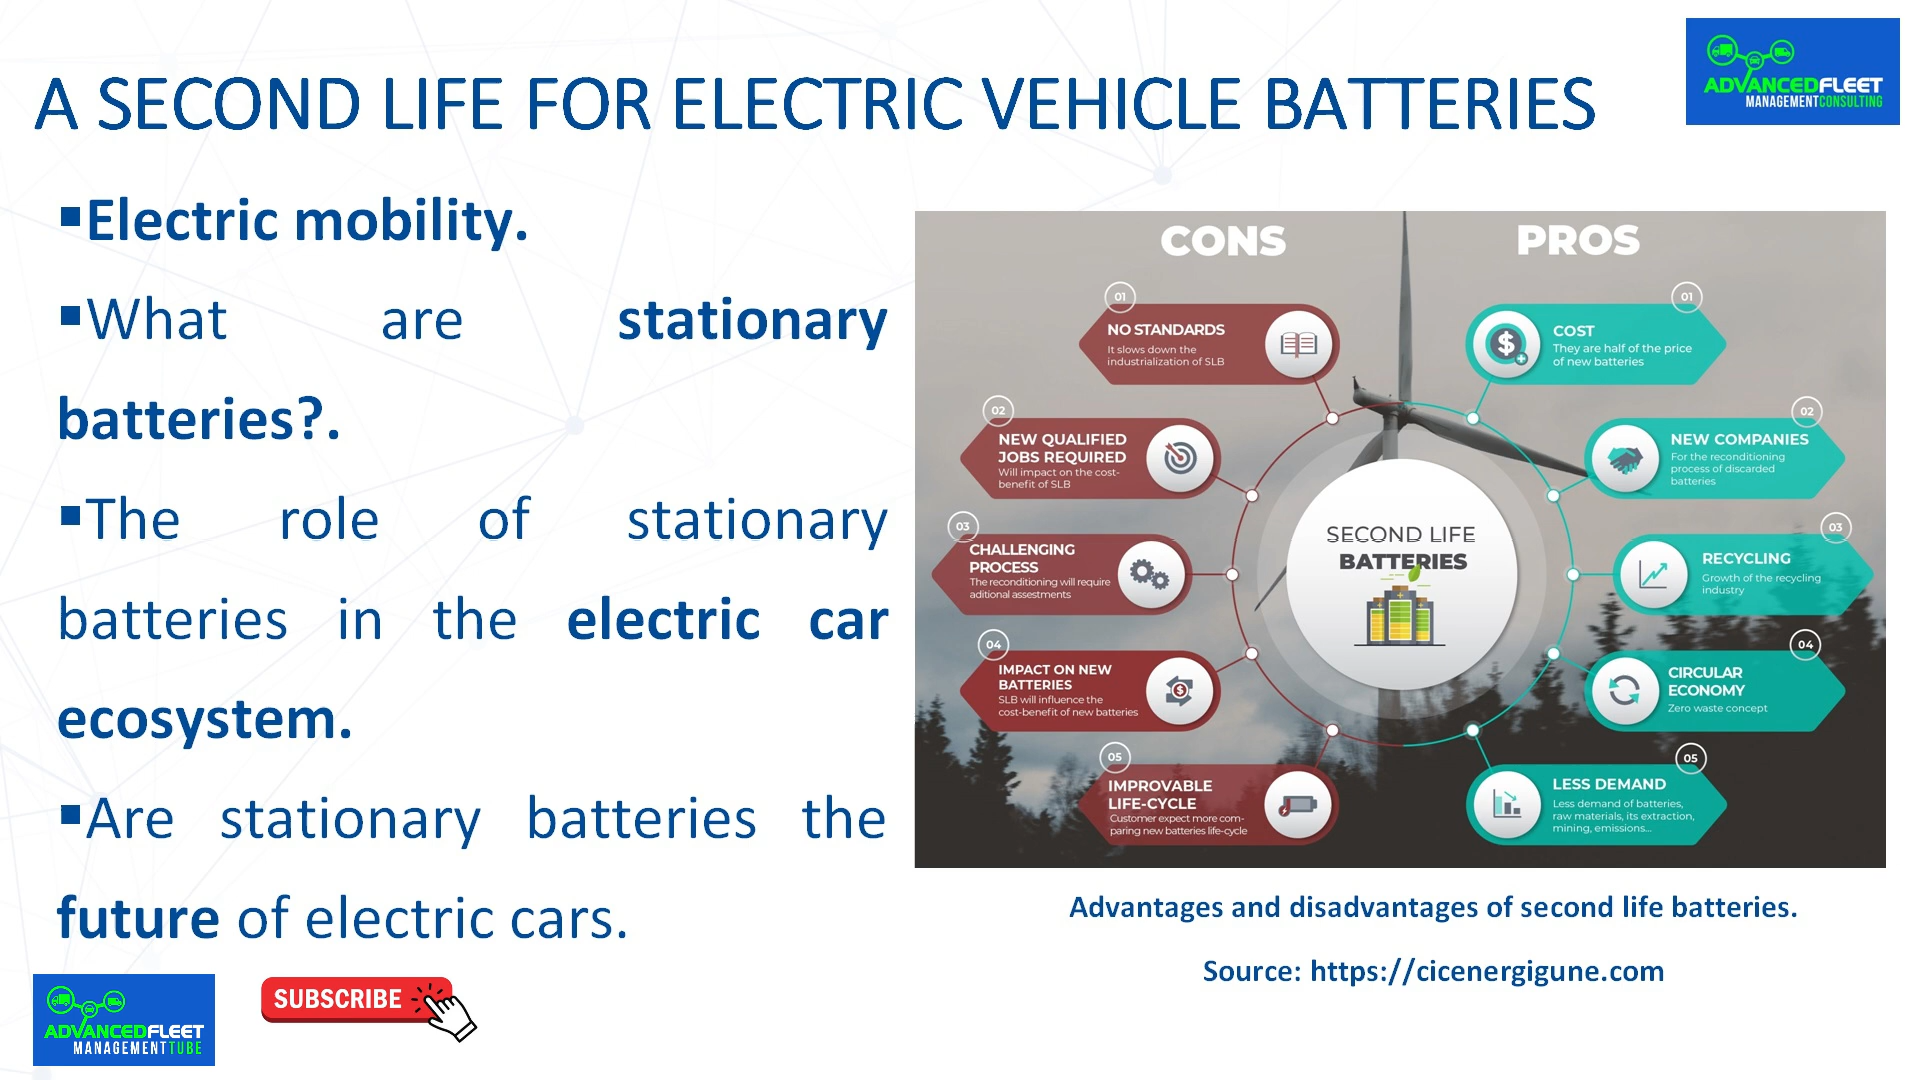 A SECOND LIFE FOR ELECTRIC VEHICLE BATTERIES
ADVANCEDFLEET
MANAGEMENTCONSULTING
▪Electric mobility.
▪What are stationary
batteries?.
▪The role of stationary
batteries in the electric car
ecosystem.
▪Are stationary batteries the
future of electric cars.
CONS
01
NO STANDARDS
It slows down the
industrialization of SLB
02
NEW QUALIFIED
JOBS REQUIRED
Will impact on the cost-
benefit of SLB
03
CHALLENGING
PROCESS
The reconditioning will require
aditional assestments
04
IMPACT ON NEW
BATTERIES
SLB will influence the
cost-benefit of new batteries
05
IMPROVABLE
LIFE-CYCLE
Customer expect more com-
paring new batteries life-cycle
SECOND LIFE
BATTERIES
PROS
01
COST
They are half of the price
of new batteries
02
NEW COMPANIES
For the reconditioning
process of discarded
batteries
03
RECYCLING
Growth of the recycling
industry
04
CIRCULAR
ECONOMY
Zero waste concept
05
LESS DEMAND
Less demand of batteries,
raw materials, its extraction,
mining, emissions...
Advantages and disadvantages of second life batteries.
Source: https://cicenergigune.com
ADVANCEDFLEET
MANAGEMENTTUBE
SUBSCRIBE